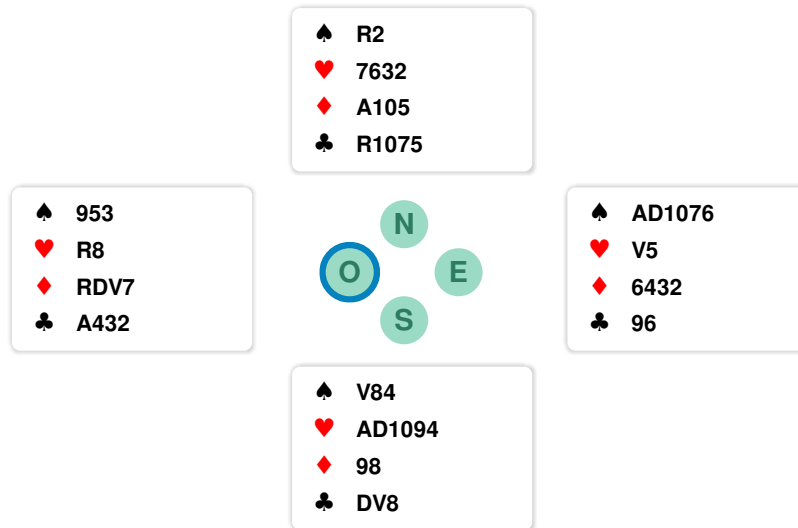 ♠ R2
♥ 7632
♦ A105
♣ R1075
♠ 953
♥ R8
♦ RDV7
♣ A432
N
O E
S
♠ AD1076
♥ V5
♦ 6432
♣ 96
♠ V84
♥ AD1094
♦ 98
♣ DV8